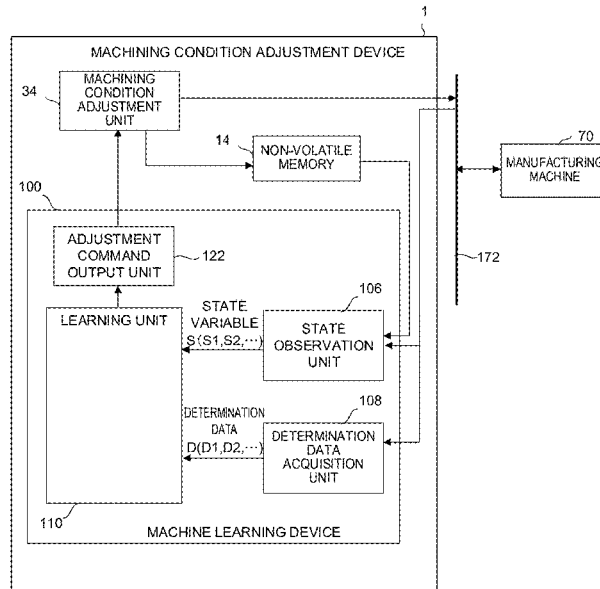 1
MACHINING CONDITION ADJUSTMENT DEVICE
34
MACHINING
CONDITION
ADJUSTMENT
UNIT
14
NON-VOLATILE
MEMORY
70
MANUFACTURING
MACHINE
100
ADJUSTMENT
COMMAND
OUTPUT UNIT
122
172
LEARNING UNIT
STATE
VARIABLE
S(S1,S2,···)
106
STATE
OBSERVATION
UNIT
DETERMINATION
DATA
D(D1,D2,···)
108
DETERMINATION
DATA
ACQUISITION
UNIT
110
MACHINE LEARNING DEVICE